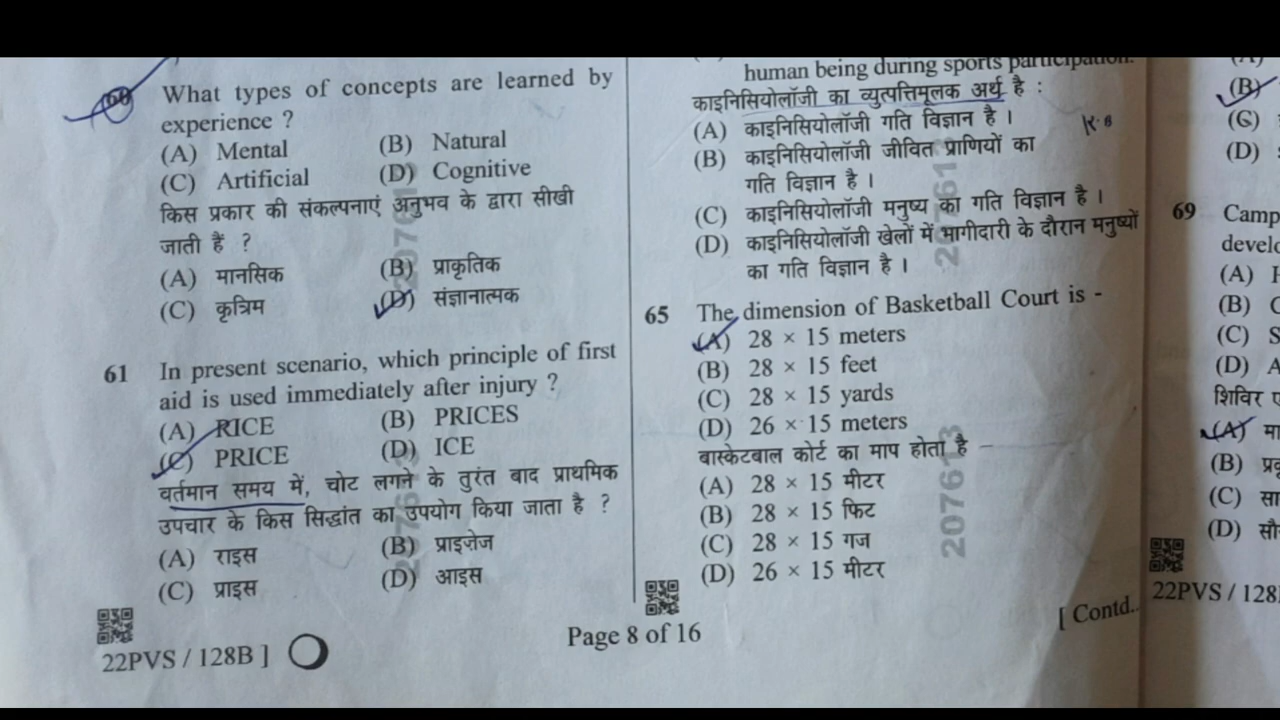 60 What types of concepts are learned by
experience ?
(A) Mental (B) Natural
(C) Artificial (D) Cognitive
किस प्रकार की संकल्पनाएं अनुभव के द्वारा सीखी
जाती हैं ?
(A) मानसिक (B) प्राकृतिक
(C) कृत्रिम (D) संज्ञानात्मक
61 In present scenario, which principle of first
aid is used immediately after injury ?
(A) RICE (B) PRICES
(C) PRICE (D) ICE
वर्तमान समय में, चोट लगने के तुरंत बाद प्राथमिक
उपचार के किस सिद्धांत का उपयोग किया जाता है ?
(A) राइस (B) प्राइज़ेज
(C) प्राइस (D) आइस
22PVS / 128B ]
human being during sports participation.
काइनिसियोलॉजी का व्युत्पत्तिमूलक अर्थ है :
(A) काइनिसियोलॉजी गति विज्ञान है ।
(B) काइनिसियोलॉजी जीवित प्राणियों का
गति विज्ञान है ।
(C) काइनिसियोलॉजी मनुष्य का गति विज्ञान है ।
(D) काइनिसियोलॉजी खेलों में भागीदारी के दौरान मनुष्यों
का गति विज्ञान है ।
65 The dimension of Basketball Court is -
(A) 28 × 15 meters
(B) 28 × 15 feet
(C) 28 × 15 yards
(D) 26 × 15 meters
बास्केटबाल कोर्ट का माप होता है
(A) 28 × 15 मीटर
(B) 28 × 15 फिट
(C) 28 × 15 गज
(D) 26 × 15 मीटर
207613
Page 8 of 16
[ Contd..
(B)
(C)
(D)
69 Camp
develo
(A)
(B)
(C) S
(D) A
शिविर
(A) मा
(B) प्रकृ
(C) सा
(D) सौ
22PVS / 128